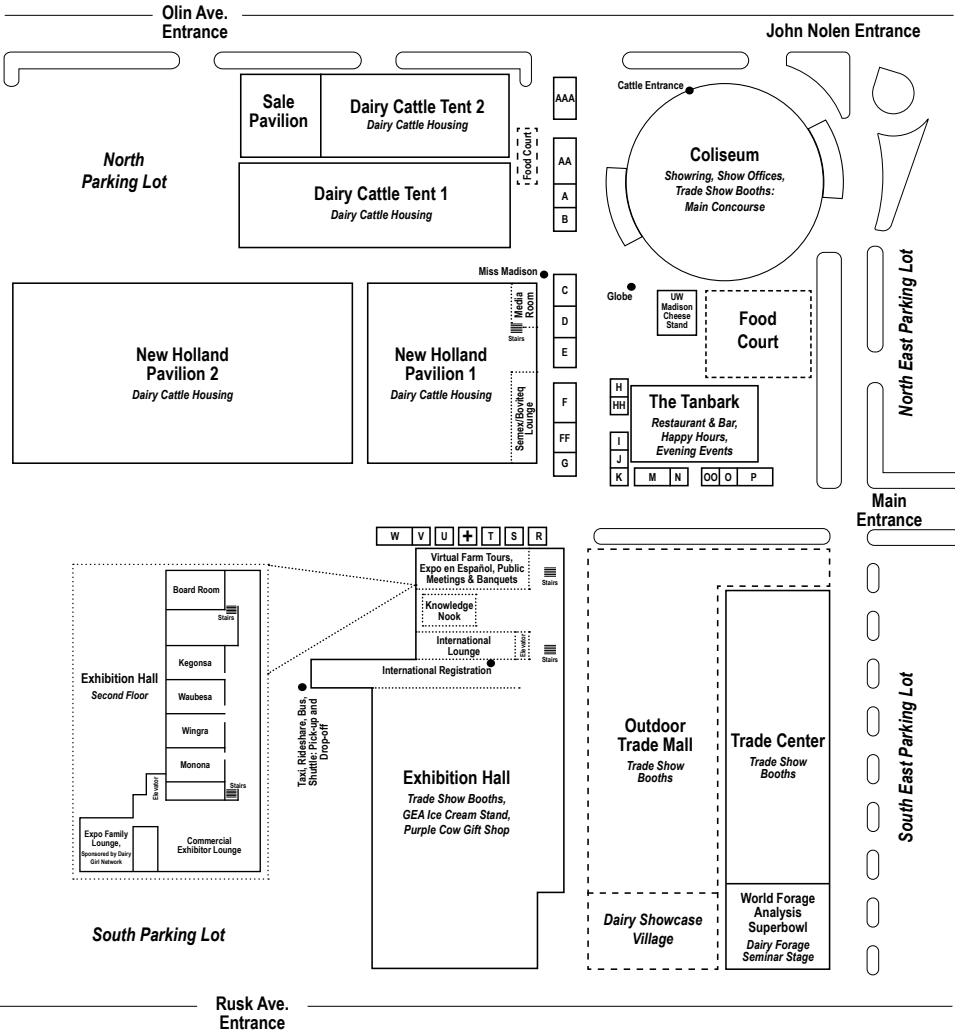 Olin Ave.
Entrance
John Nolen Entrance
North
Parking Lot
Sale
Pavilion
Dairy Cattle Tent 2
Dairy Cattle Housing
Food Court
AAA
AA
A
B
Cattle Entrance
Coliseum
Showring, Show Offices,
Trade Show Booths:
Main Concourse
Dairy Cattle Tent 1
Dairy Cattle Housing
North East Parking Lot
Miss Madison
Globe
UW
Madison
Cheese
Stand
Food
Court
New Holland
Pavilion 2
Dairy Cattle Housing
New Holland
Pavilion 1
Dairy Cattle Housing
Media
Room
Stairs
Semex/Boviteq
Lounge
C
D
E
F
FF
G
H
HH
I
J
K
The Tanbark
Restaurant & Bar,
Happy Hours,
Evening Events
M
N
OO
O
P
Main
Entrance
W
V
U
+
T
S
R
Virtual Farm Tours,
Expo en Español, Public
Meetings & Banquets
Stairs
Knowledge
Nook
International
Lounge
Elevator
Stairs
International Registration
Board Room
Stairs
Kegonsa
Exhibition Hall
Second Floor
Waubesa
Wingra
Monona
Elevator
Stairs
Expo Family
Lounge,
Sponsored by Dairy
Girl Network
Commercial
Exhibitor Lounge
Taxi, Rideshare, Bus,
Shuttle: Pick-up and
Drop-off
Exhibition Hall
Trade Show Booths,
GEA Ice Cream Stand,
Purple Cow Gift Shop
Outdoor
Trade Mall
Trade Show
Booths
Trade Center
Trade Show
Booths
South East Parking Lot
Dairy Showcase
Village
World Forage
Analysis
Superbowl
Dairy Forage
Seminar Stage
South Parking Lot
Rusk Ave.
Entrance